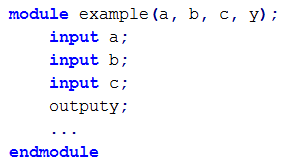 module example(a, b, c, y);
    input a;
    input b;
    input c;
    outputy;
    ...
endmodule